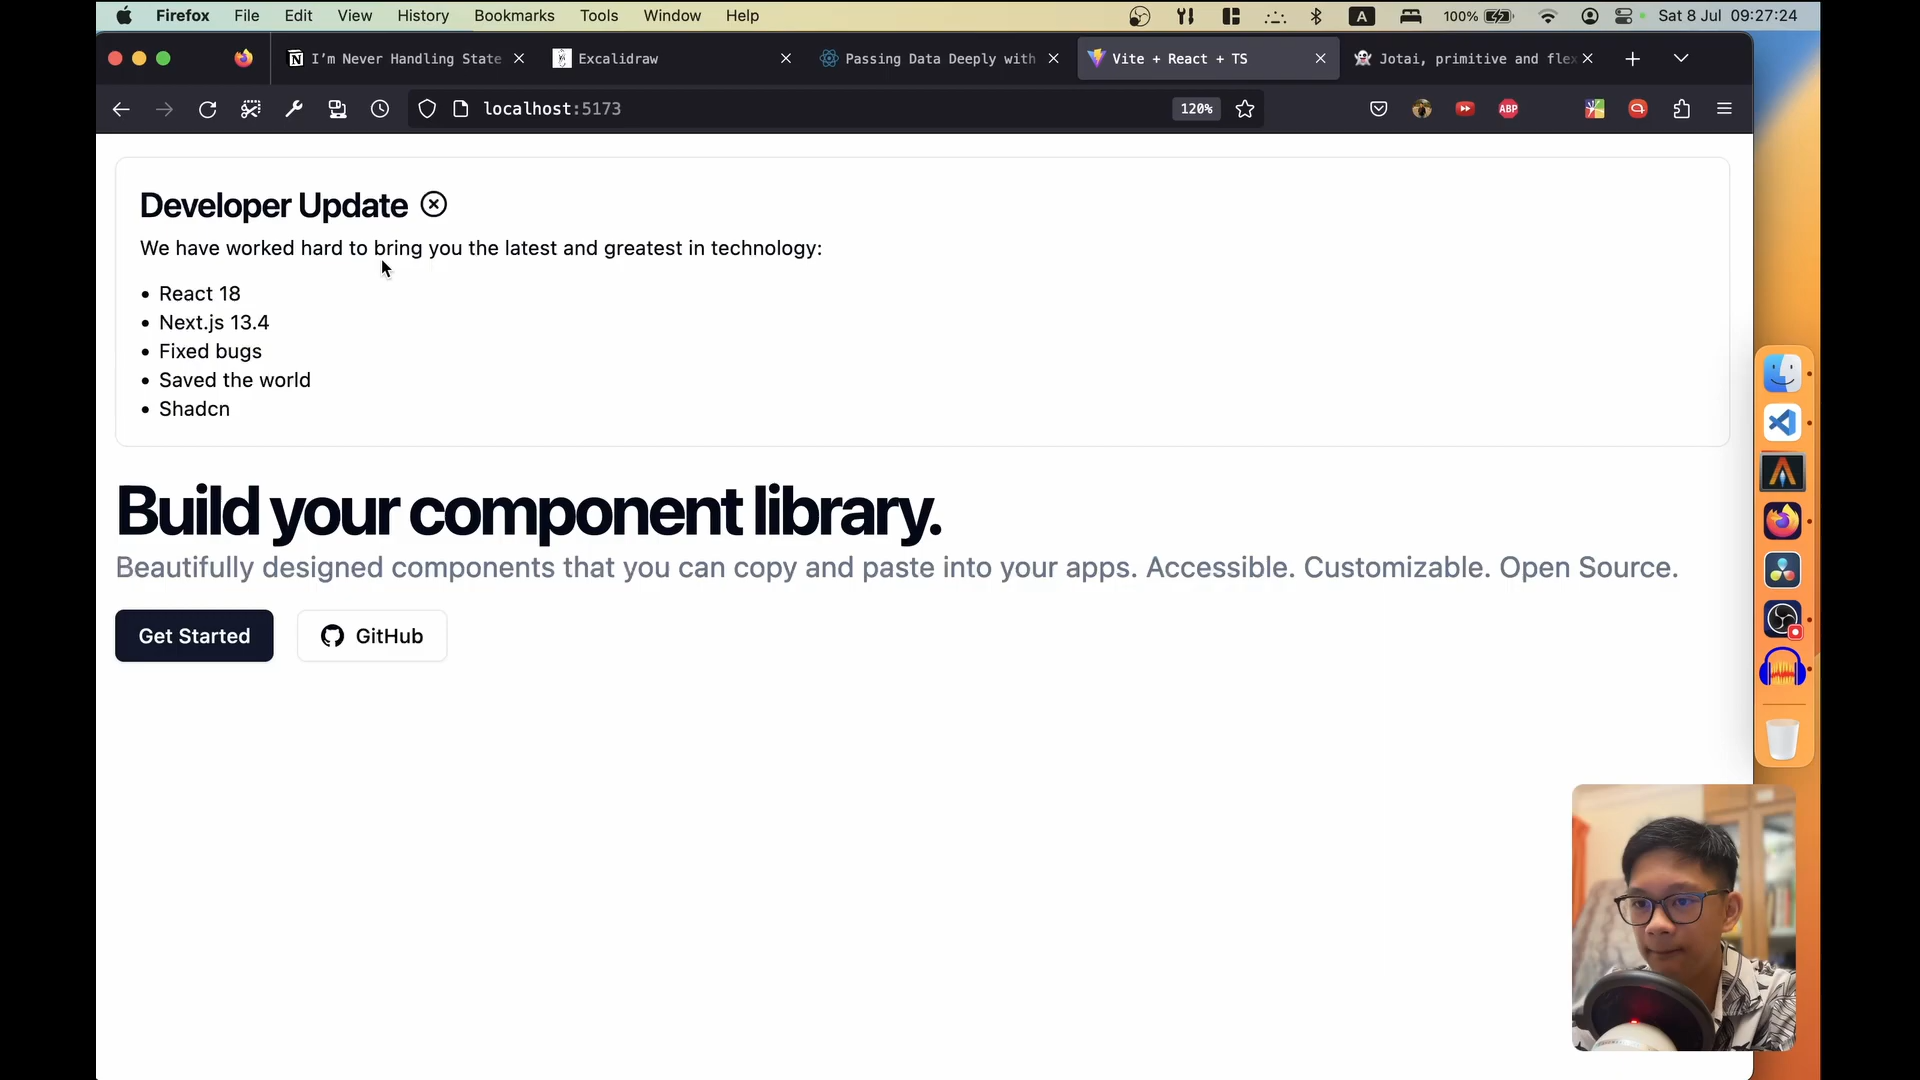 Firefox File Edit View History Bookmarks Tools Window Help A 100% Sat 8 Jul 09:27:24
I'm Never Handling State
Excalidraw
Passing Data Deeply with
Vite + React + TS
Jotai, primitive and flex
localhost:5173
120%
ABP
Developer Update
We have worked hard to bring you the latest and greatest in technology:
• React 18
• Next.js 13.4
• Fixed bugs
• Saved the world
• Shadcn
Build your component library.
Beautifully designed components that you can copy and paste into your apps. Accessible. Customizable. Open Source.
Get Started
GitHub